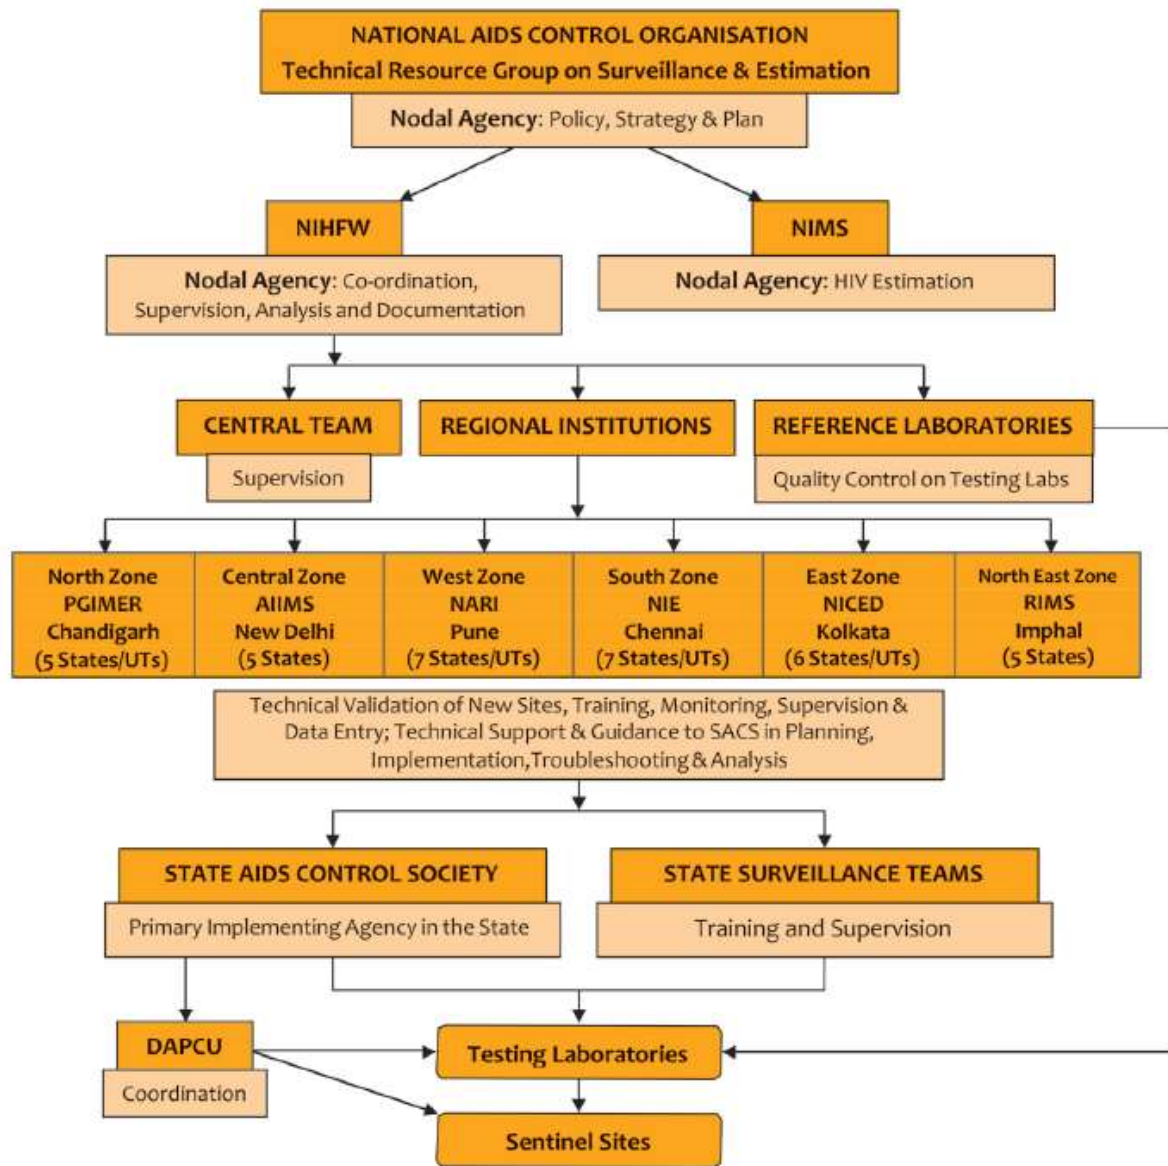 NATIONAL AIDS CONTROL ORGANISATION
Technical Resource Group on Surveillance & Estimation
Nodal Agency: Policy, Strategy & Plan
NIHFW
NIMS
Nodal Agency: Co-ordination,
Supervision, Analysis and Documentation
Nodal Agency: HIV Estimation
CENTRAL TEAM
Supervision
REGIONAL INSTITUTIONS
REFERENCE LABORATORIES
Quality Control on Testing Labs
North Zone
PGIMER
Chandigarh
(5 States/UTs)
Central Zone
AIIMS
New Delhi
(5 States)
West Zone
NARI
Pune
(7 States/UTs)
South Zone
NIE
Chennai
(7 States/UTs)
East Zone
NICED
Kolkata
(6 States/UTs)
North East Zone
RIMS
Imphal
(5 States)
Technical Validation of New Sites, Training, Monitoring, Supervision &
Data Entry; Technical Support & Guidance to SACS in Planning,
Implementation,Troubleshooting & Analysis
STATE AIDS CONTROL SOCIETY
Primary Implementing Agency in the State
STATE SURVEILLANCE TEAMS
Training and Supervision
DAPCU
Coordination
Testing Laboratories
Sentinel Sites